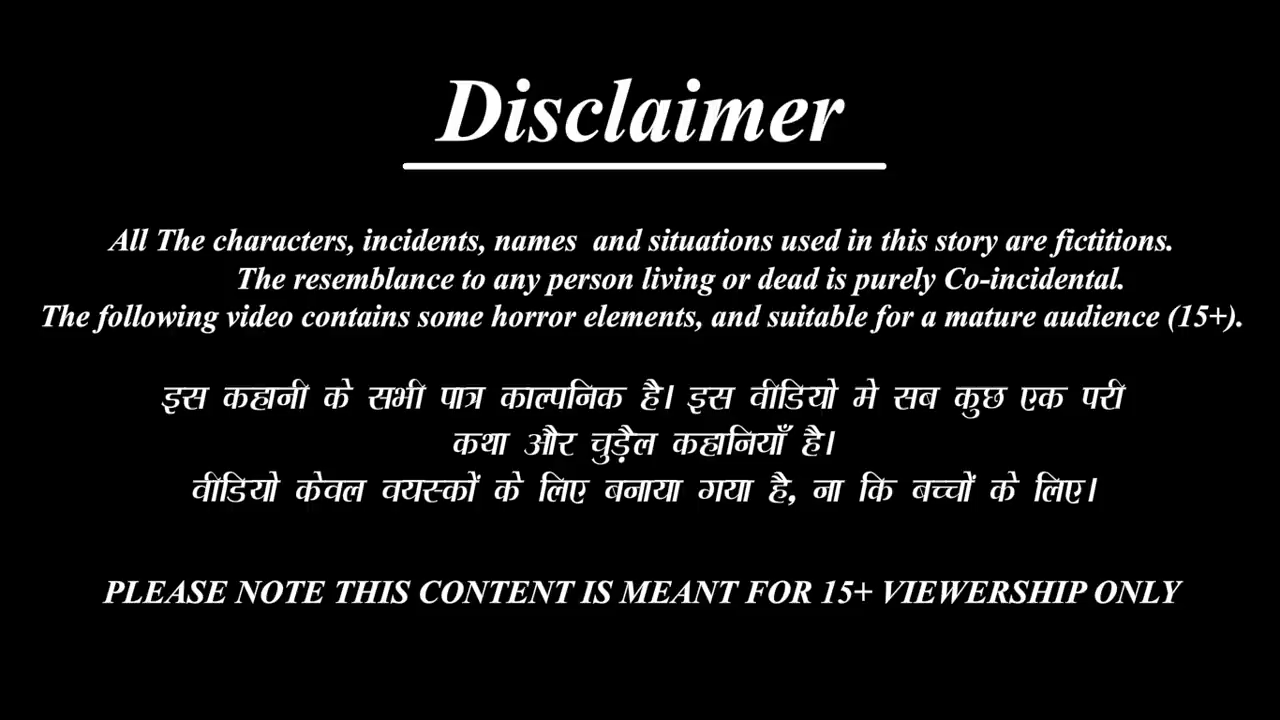 Disclaimer
All The characters, incidents, names and situations used in this story are fictitions.
The resemblance to any person living or dead is purely Co-incidental.
The following video contains some horror elements, and suitable for a mature audience (15+).
इस कहानी के सभी पात्र काल्पनिक है। इस वीडियो मे सब कुछ एक परी
कथा और चुड़ैल कहानियाँ है।
वीडियो केवल वयस्कों के लिए बनाया गया है, ना कि बच्चों के लिए।
PLEASE NOTE THIS CONTENT IS MEANT FOR 15+ VIEWERSHIP ONLY